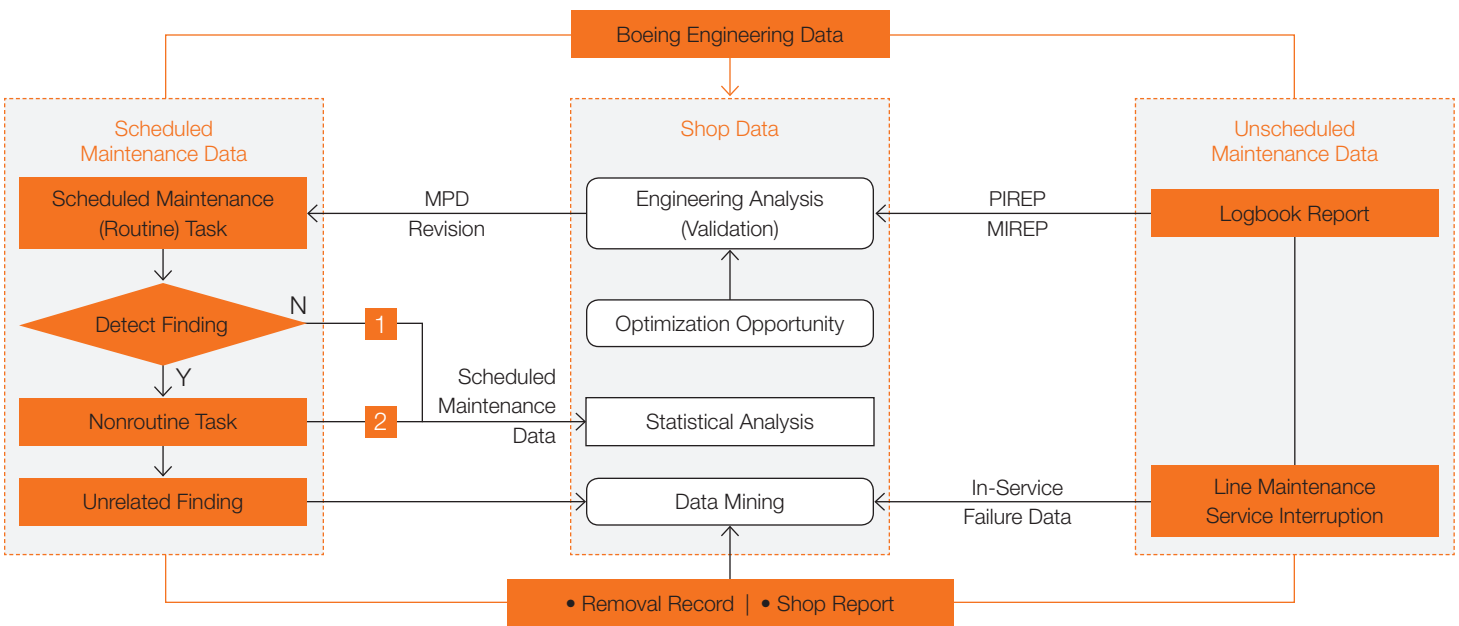 Boeing Engineering Data
Scheduled
Maintenance Data
Scheduled Maintenance
(Routine) Task
Detect Finding
N
Y
1
Nonroutine Task
2
Unrelated Finding
MPD
Revision
Scheduled
Maintenance
Data
Shop Data
Engineering Analysis
(Validation)
Optimization Opportunity
Statistical Analysis
Data Mining
PIREP
MIREP
In-Service
Failure Data
Unscheduled
Maintenance Data
Logbook Report
Line Maintenance
Service Interruption
• Removal Record | • Shop Report